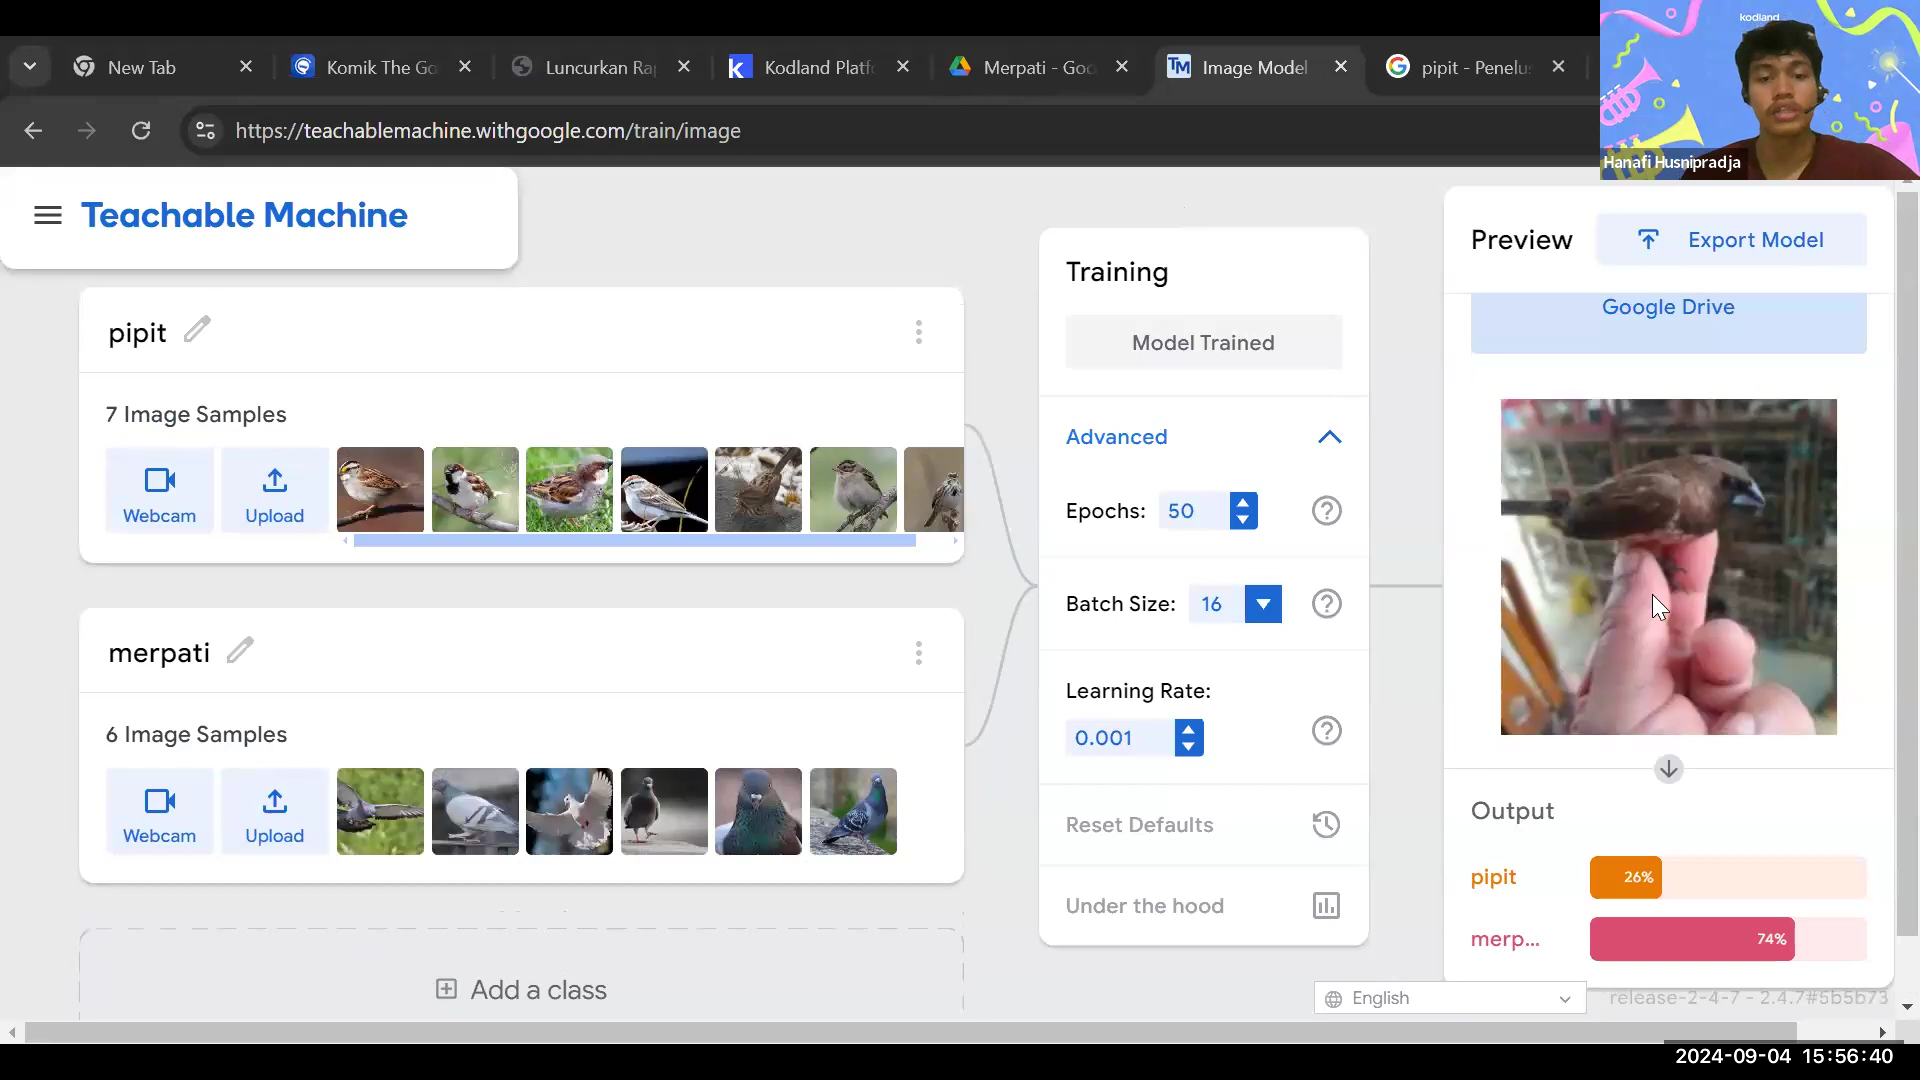 New Tab
Komik The Go
Luncurkan Ra
Kodland Platf
Merpati - Goo
TM
Image Model
pipit - Penelus
kodland
Hanafi Husnipradja
https://teachablemachine.withgoogle.com/train/image
Teachable Machine
pipit
7 Image Samples
Webcam
Upload
merpati
6 Image Samples
Webcam
Upload
Add a class
Training
Model Trained
Advanced
Epochs: 50
Batch Size: 16
Learning Rate:
0.001
Reset Defaults
Under the hood
Preview
Export Model
Google Drive
Output
pipit 26%
merp... 74%
English
release-2-4-7 - 2.4.7#5b5b73
2024-09-04 15:56:40